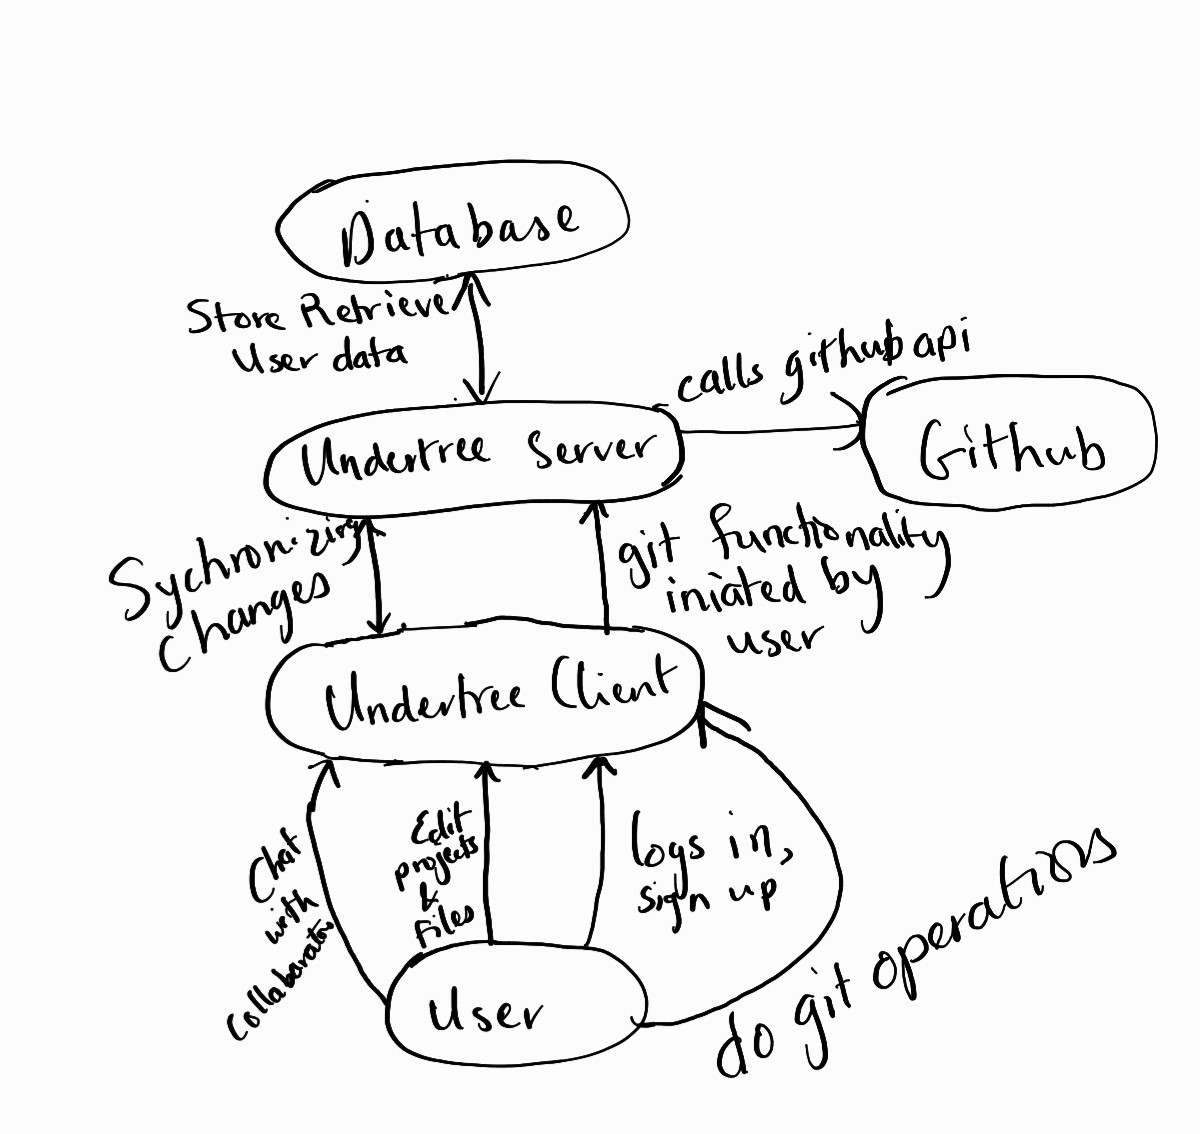 Database
Store Retrieve
User data
calls github api
Undertree Server
Github
Sychronizing
changes
git functionality
iniated by
user
Undertree Client
Chat
with
collaborators
Edit
projects
&
files
logs in,
sign up
User
do git operations